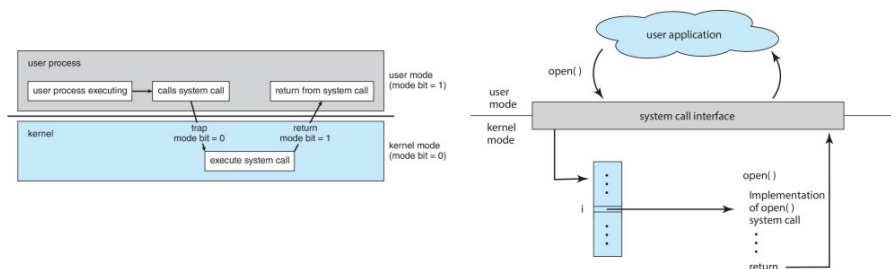 user process
user process executing
calls system call
return from system call
user mode
(mode bit = 1)
kernel
trap
mode bit = 0
return
mode bit = 1
execute system call
kernel mode
(mode bit = 0)
user application
open( )
user
mode
system call interface
kernel
mode
i
open( )
Implementation
of open( )
system call
return